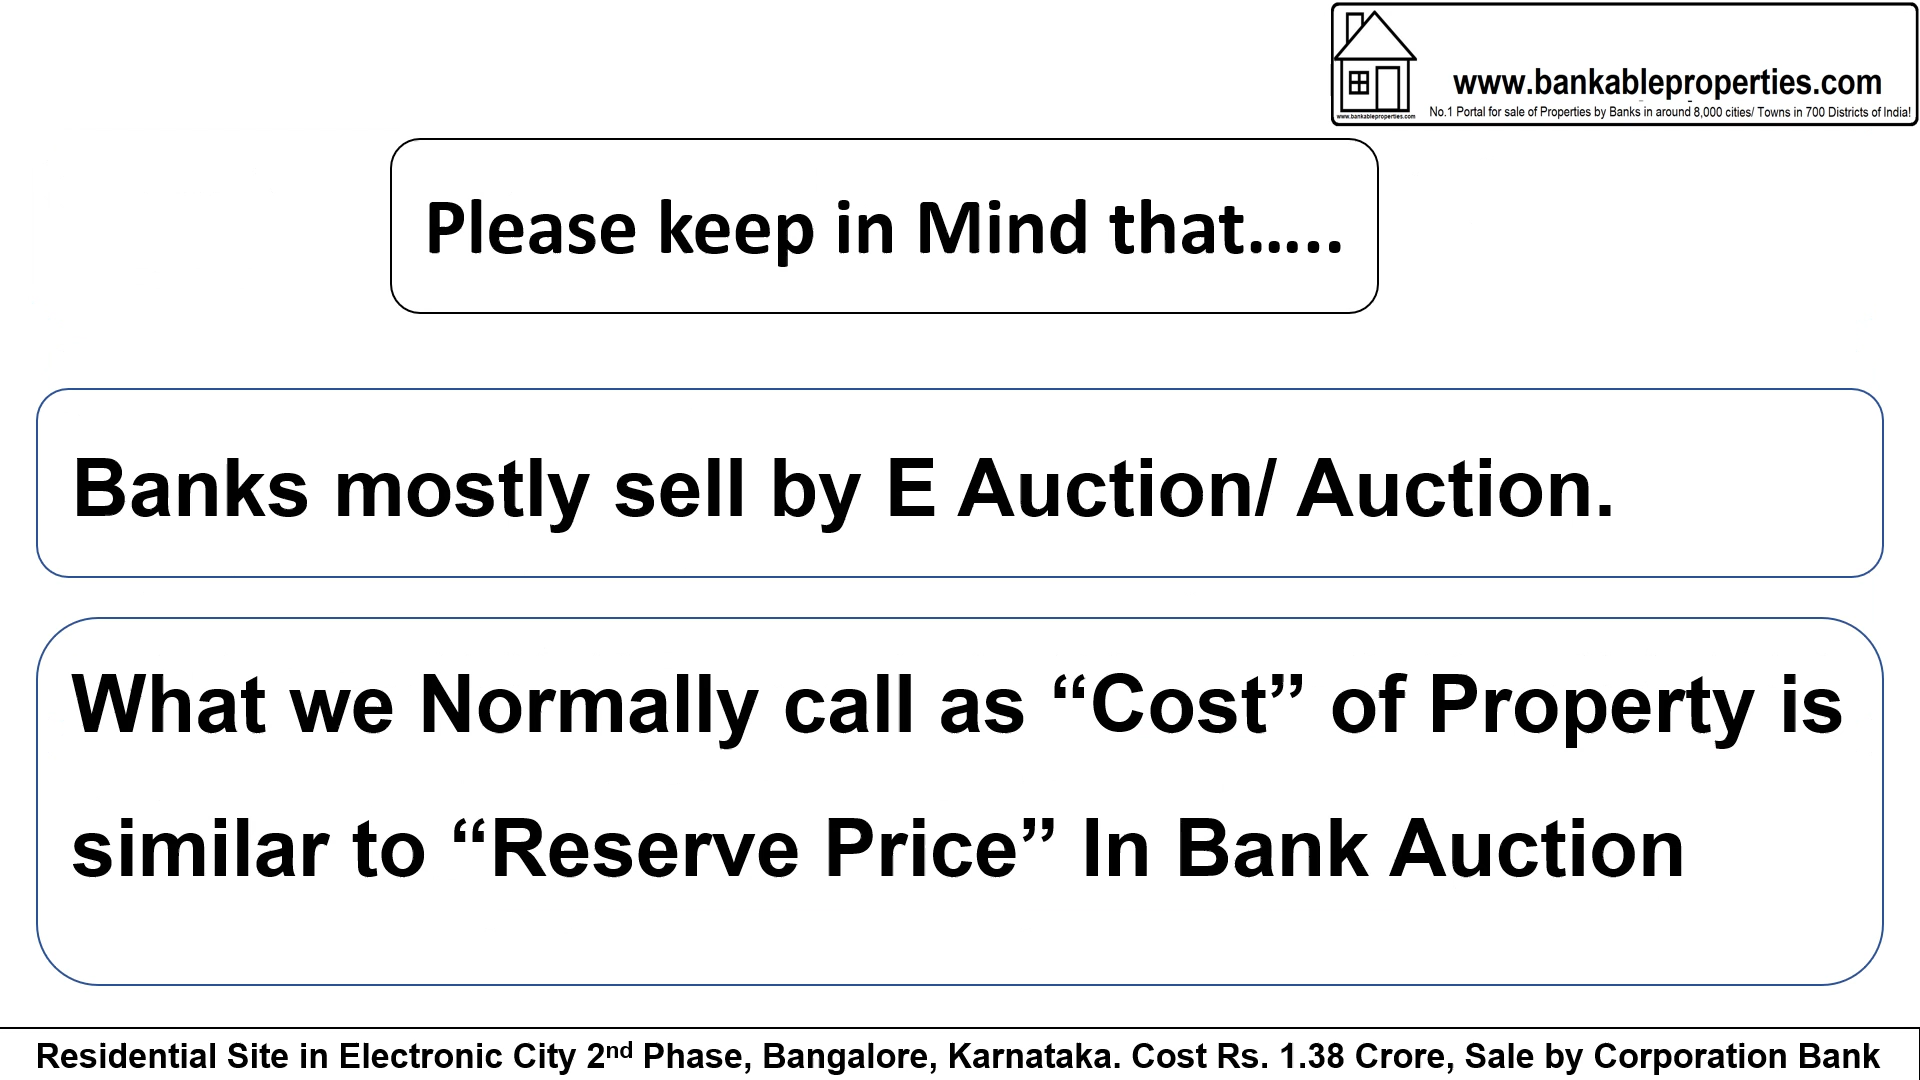 www.bankableproperties.com
No.1 Portal for sale of Properties by Banks in around 8,000 cities/ Towns in 700 Districts of India!
www.bankableproperties.com
Please keep in Mind that.....
Banks mostly sell by E Auction/ Auction.
What we Normally call as “Cost” of Property is
similar to “Reserve Price” In Bank Auction
Residential Site in Electronic City 2nd Phase, Bangalore, Karnataka. Cost Rs. 1.38 Crore, Sale by Corporation Bank